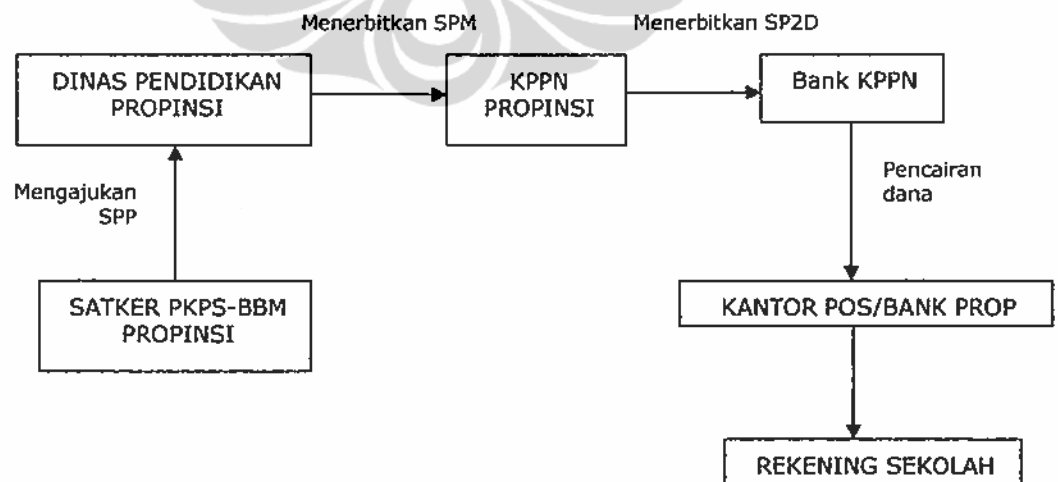 Menerbitkan SPM
Menerbitkan SP2D
DINAS PENDIDIKAN
PROPINSI
KPPN
PROPINSI
Bank KPPN
Mengajukan
SPP
Pencairan
dana
SATKER PKPS-BBM
PROPINSI
KANTOR POS/BANK PROP
REKENING SEKOLAH